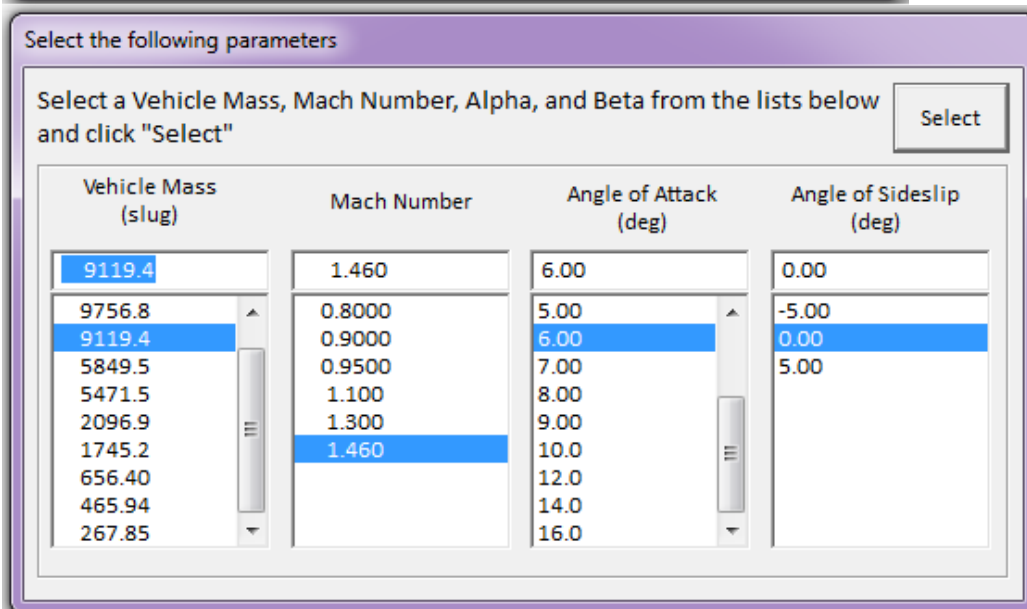 Select the following parameters
Select a Vehicle Mass, Mach Number, Alpha, and Beta from the lists below
and click "Select"
Select
Vehicle Mass
(slug)
Mach Number
Angle of Attack
(deg)
Angle of Sideslip
(deg)
9119.4
1.460
6.00
0.00
9756.8
9119.4
5849.5
5471.5
2096.9
1745.2
656.40
465.94
267.85
0.8000
0.9000
0.9500
1.100
1.300
1.460
5.00
6.00
7.00
8.00
9.00
10.0
12.0
14.0
16.0
-5.00
0.00
5.00